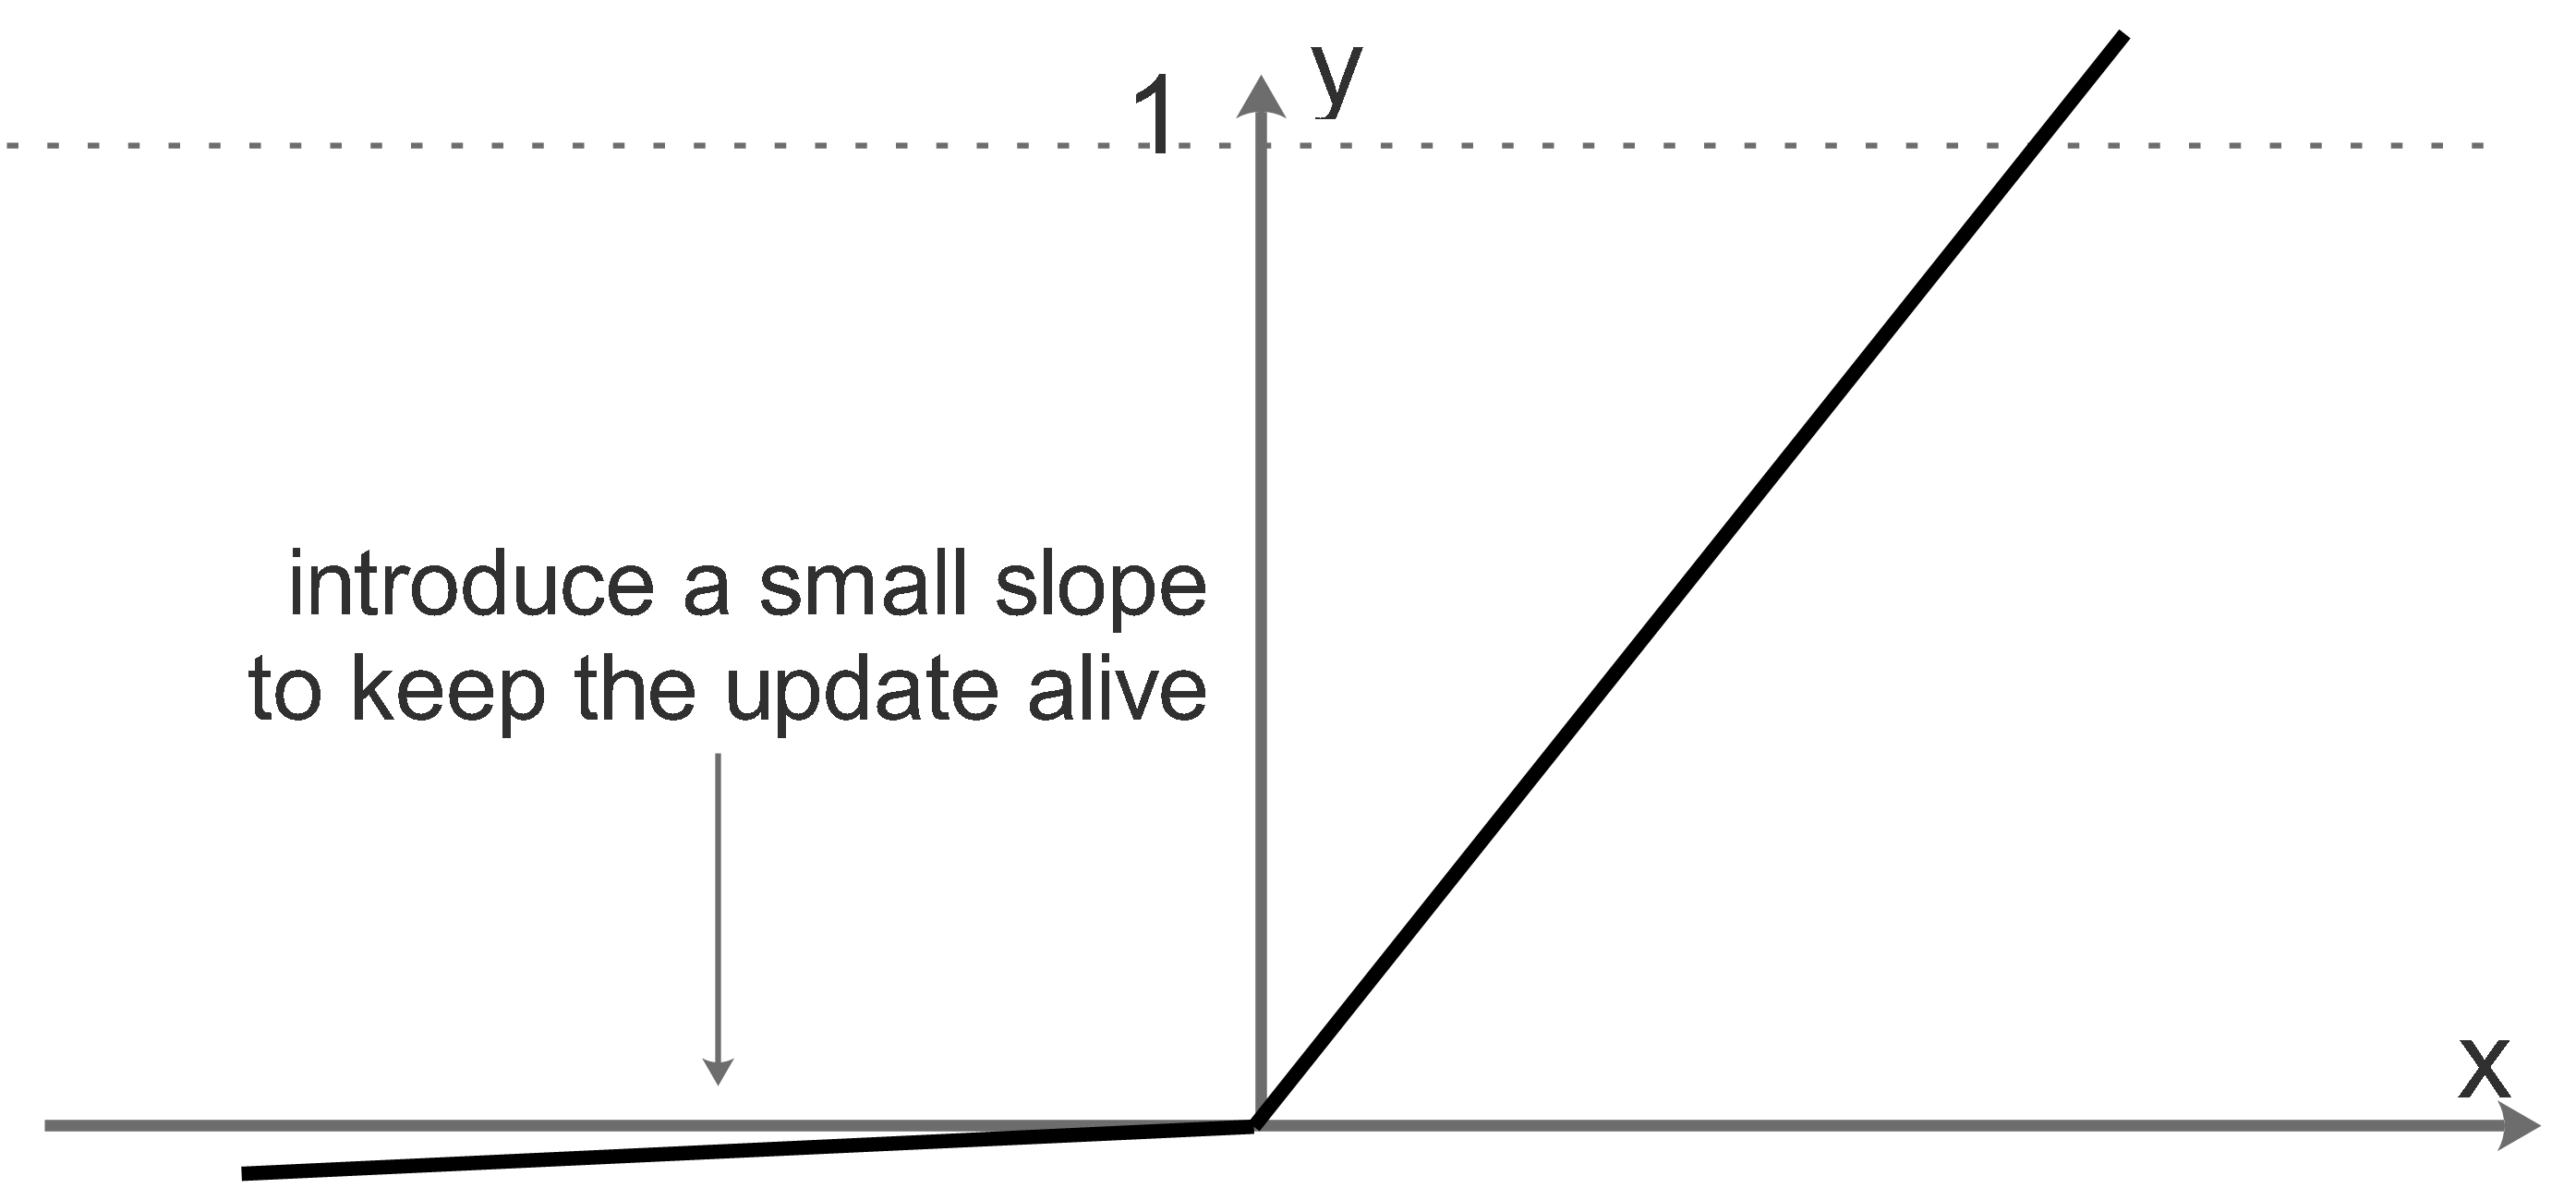 y
1
introduce a small slope
to keep the update alive
x